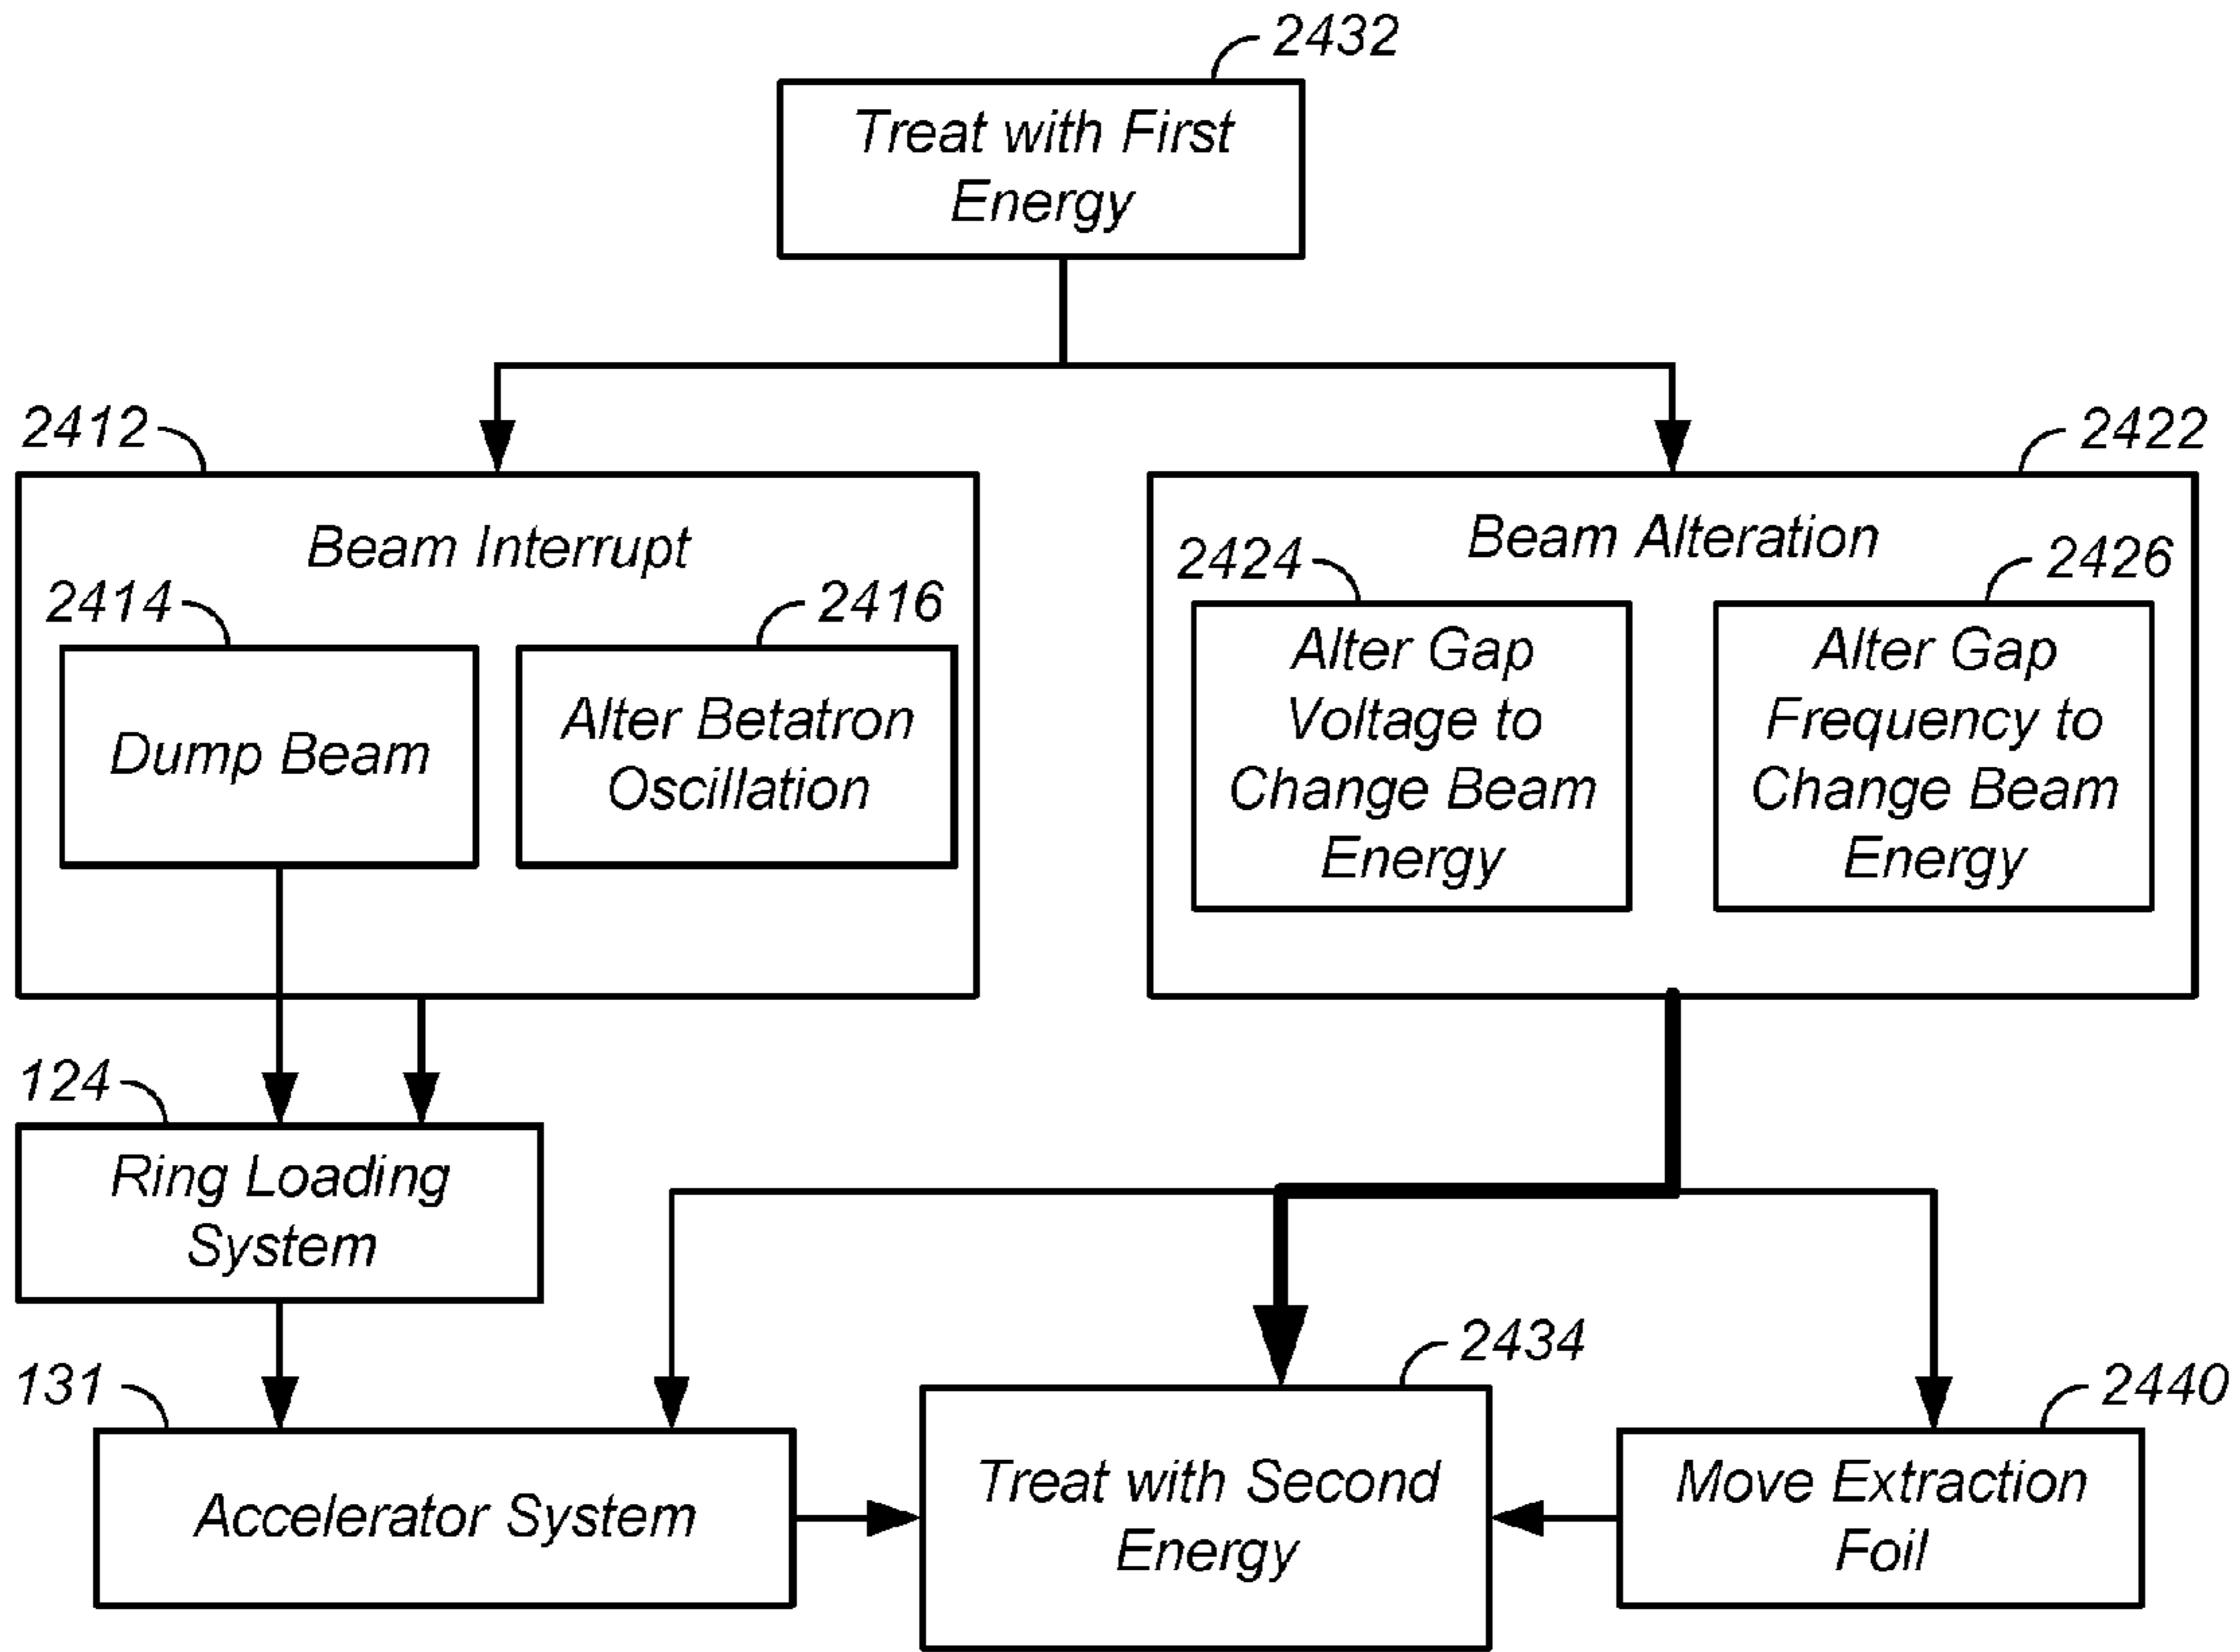 2432
Treat with First
Energy
2412
2422
Beam Interrupt
Beam Alteration
2414
2416
2424
2426
Dump Beam
Alter Betatron
Oscillation
Alter Gap
Voltage to
Change Beam
Energy
Alter Gap
Frequency to
Change Beam
Energy
124
Ring Loading
System
131
2434
2440
Accelerator System
Treat with Second
Energy
Move Extraction
Foil